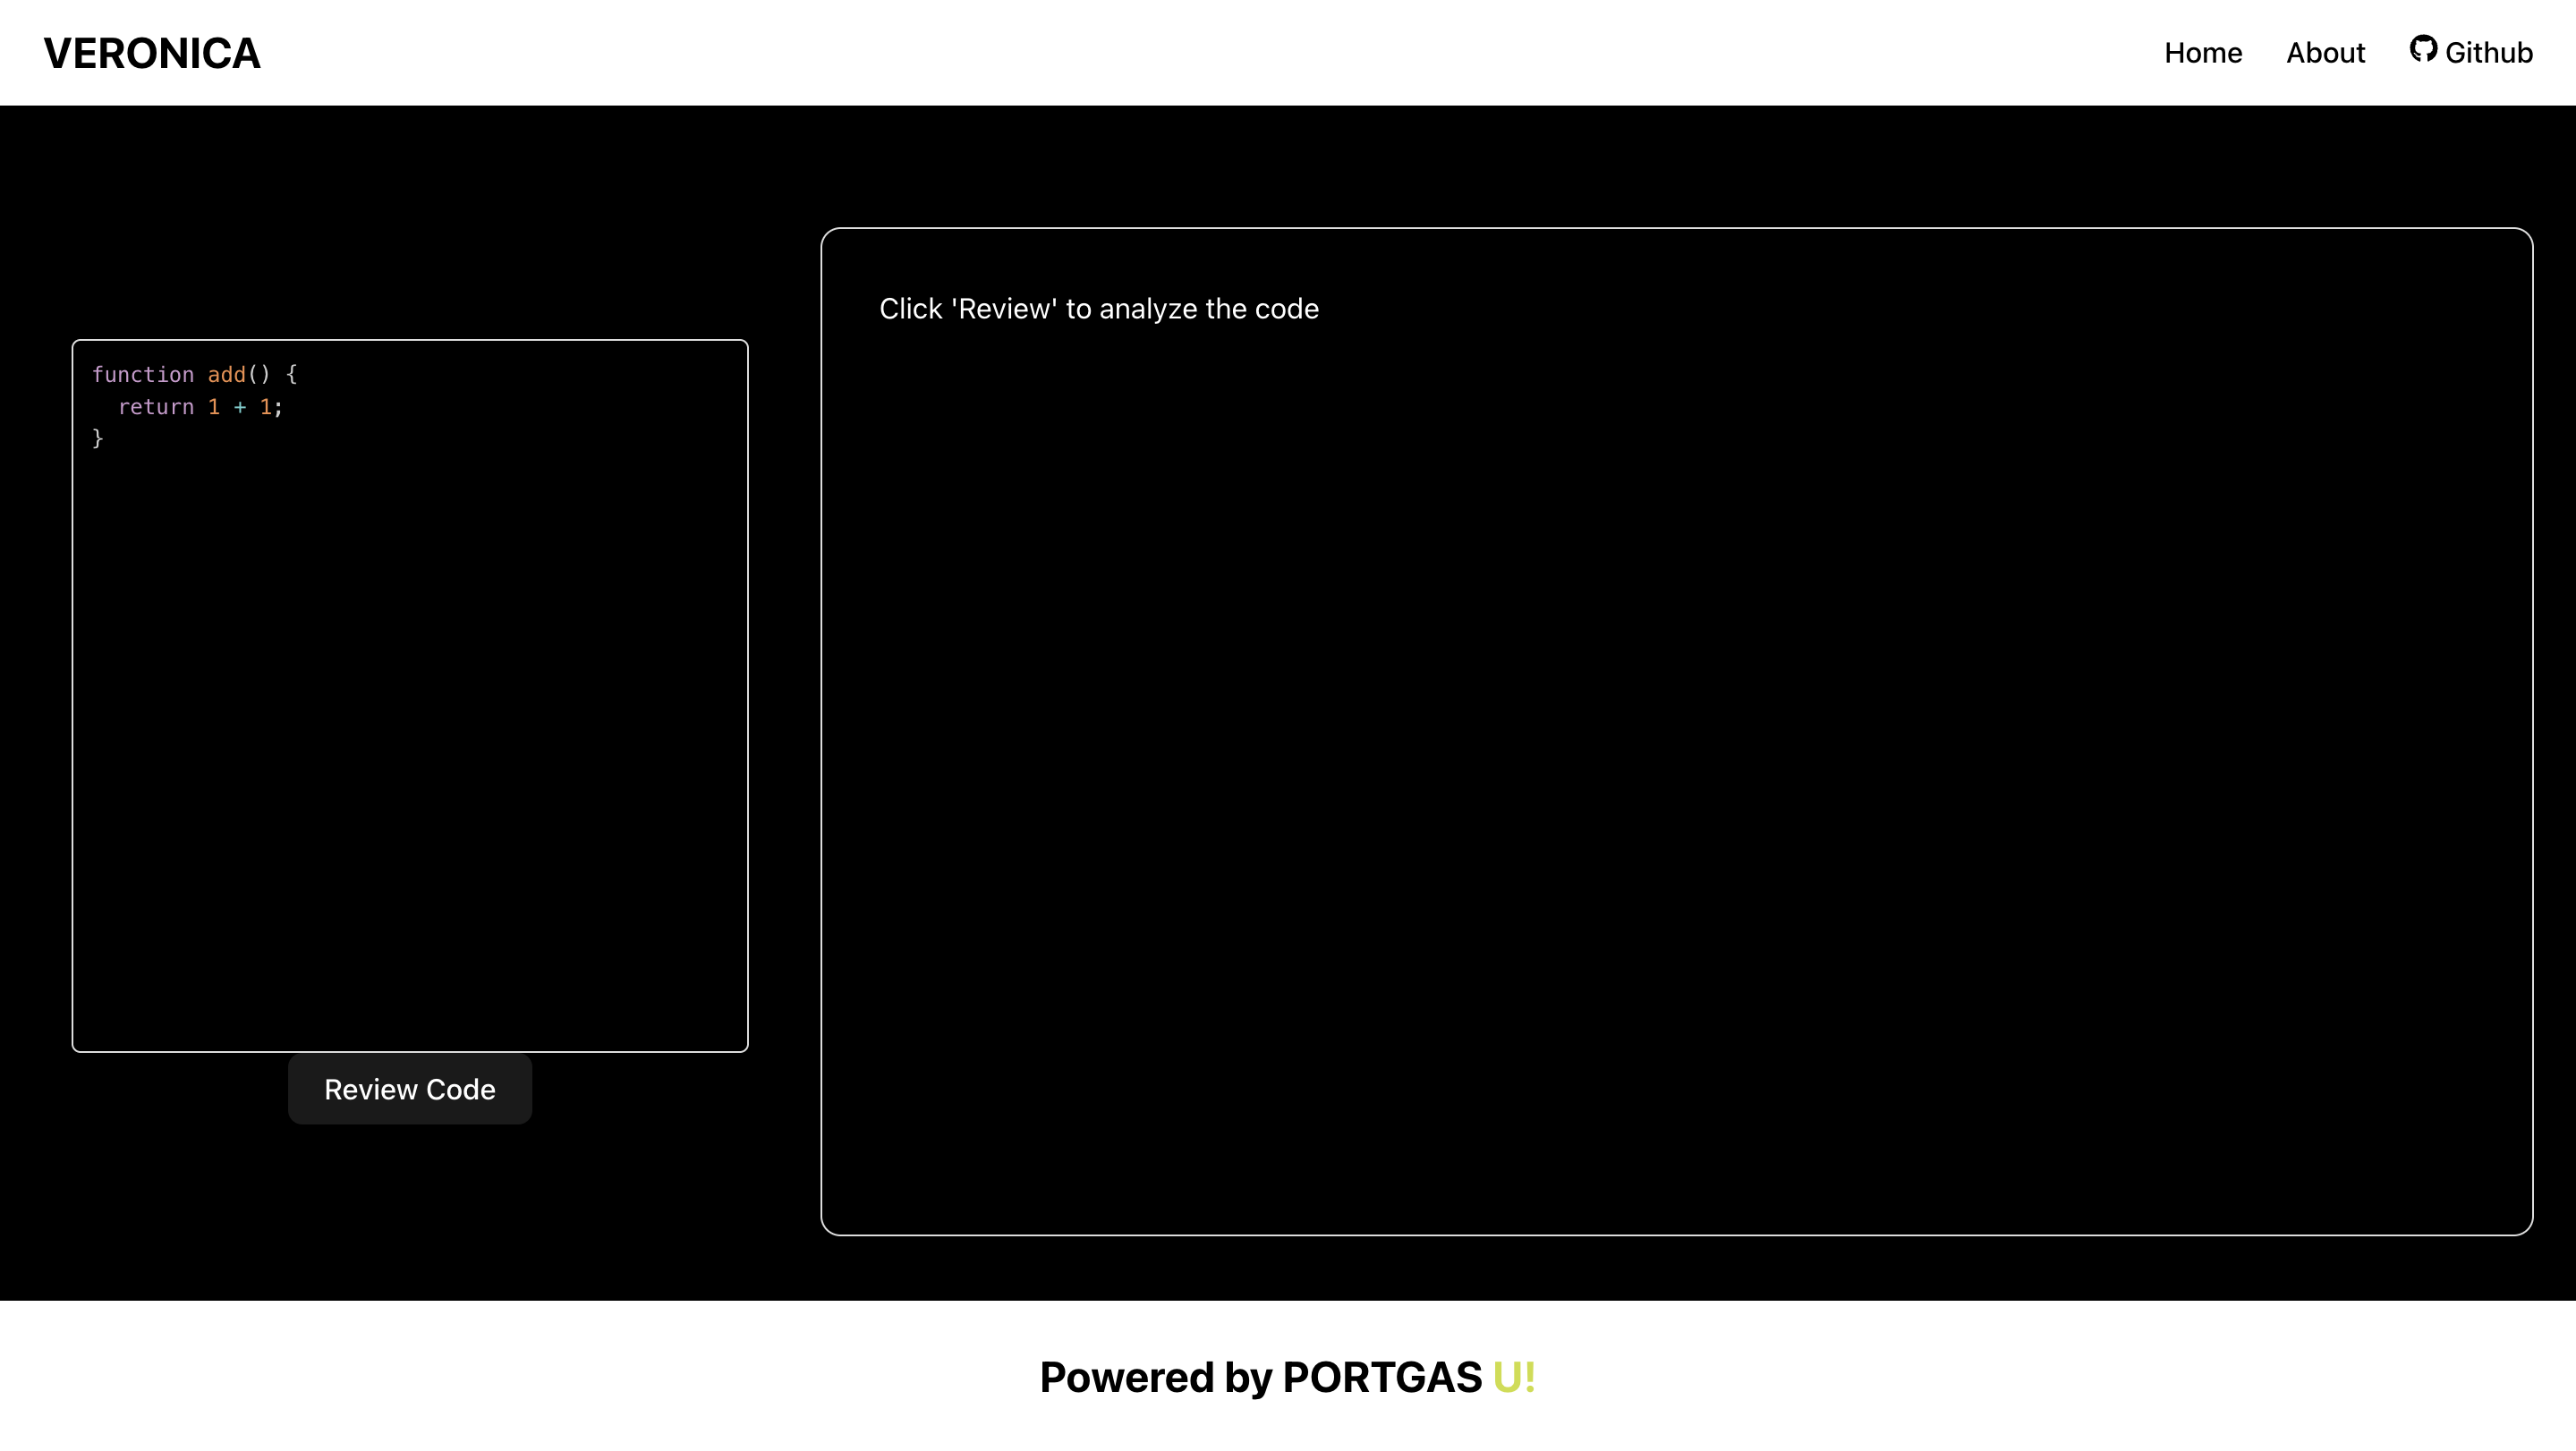 VERONICA
Home
About
Github
Click 'Review' to analyze the code
function add() {
  return 1 + 1;
}
Review Code
Powered by PORTGAS U!